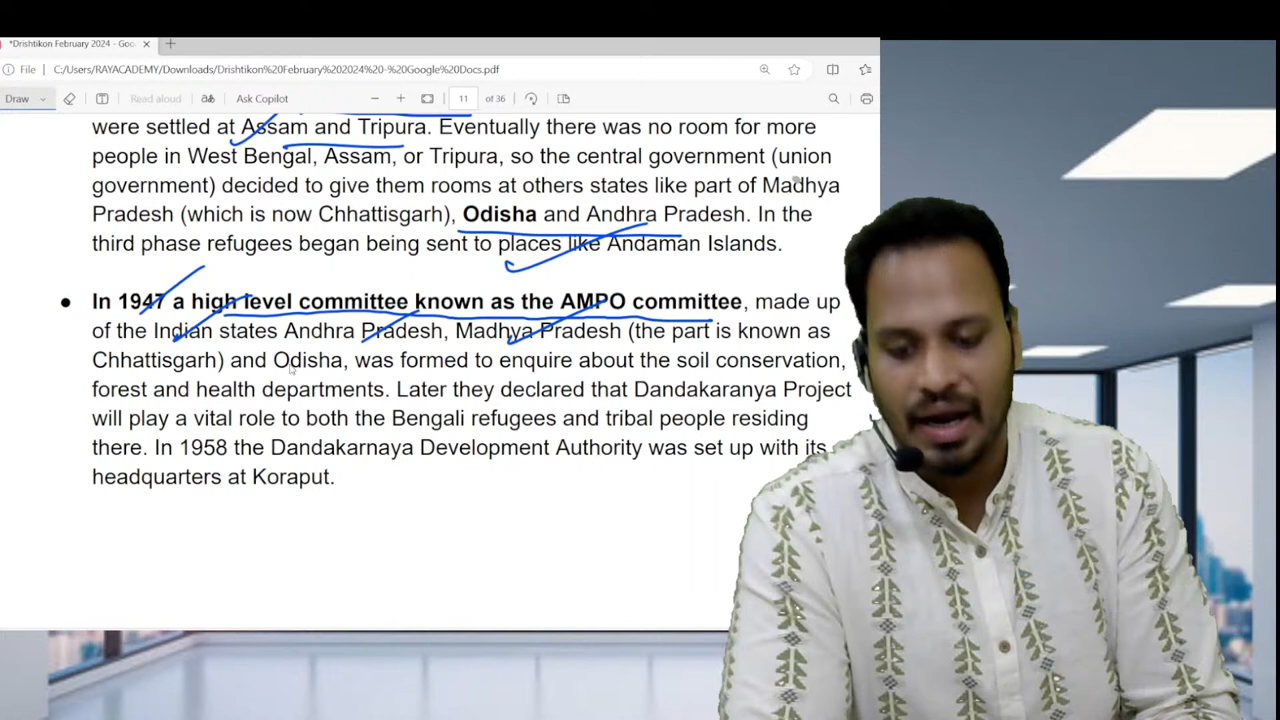 *Drishtikon February 2024 - Goo
File C:/Users/RAYACADEMY/Downloads/Drishtikon%20February%202024%20-%20Google%20Docs.pdf
Draw Read aloud Ask Copilot 11 of 36
were settled at Assam and Tripura. Eventually there was no room for more
people in West Bengal, Assam, or Tripura, so the central government (union
government) decided to give them rooms at others states like part of Madhya
Pradesh (which is now Chhattisgarh), Odisha and Andhra Pradesh. In the
third phase refugees began being sent to places like Andaman Islands.
● In 1947 a high level committee known as the AMPO committee, made up
of the Indian states Andhra Pradesh, Madhya Pradesh (the part is known as
Chhattisgarh) and Odisha, was formed to enquire about the soil conservation,
forest and health departments. Later they declared that Dandakaranya Project
will play a vital role to both the Bengali refugees and tribal people residing
there. In 1958 the Dandakarnaya Development Authority was set up with its
headquarters at Koraput.